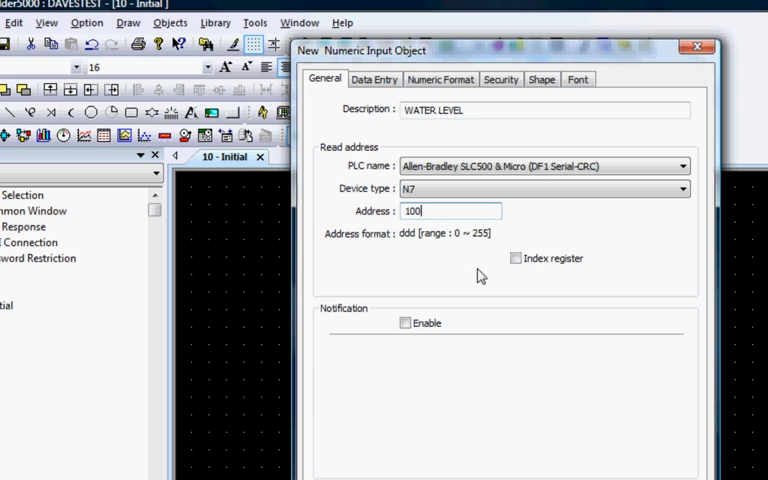 lder5000 : DAVESTEST - [10 - Initial ]
Edit View Option Draw Objects Library Tools Window Help
16
New Numeric Input Object
General Data Entry Numeric Format Security Shape Font
Description : WATER LEVEL
Read address
PLC name : Allen-Bradley SLC500 & Micro (DF1 Serial-CRC)
Device type : N7
Address : 100
Address format : ddd [range : 0 ~ 255]
Index register
Notification
Enable
10 - Initial
Selection
mmon Window
Response
I Connection
sword Restriction
tial